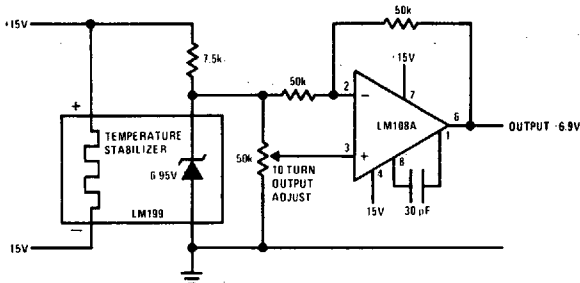 +15V
7.5k
50k
50k
15V
2
7
−
LM108A
6
1
OUTPUT -6.9V
+
TEMPERATURE
STABILIZER
6 95V
LM199
50k
10 TURN
OUTPUT
ADJUST
3
+
8
4
15V
30 pF
−
15V